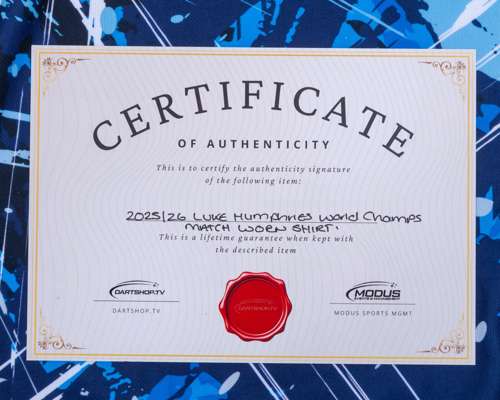 CERTIFICATE
OF AUTHENTICITY
This is to certify the authenticity signature
of the following item:
2025/26 LUKE Humphries World Champs
MATCH WORN SHIRT.
This is a lifetime guarantee when kept with
the described item
DARTSHOP.TV
DARTSHOP.TV
DARTSHOP.TV
MODUS
MODUS SPORTS MGMT